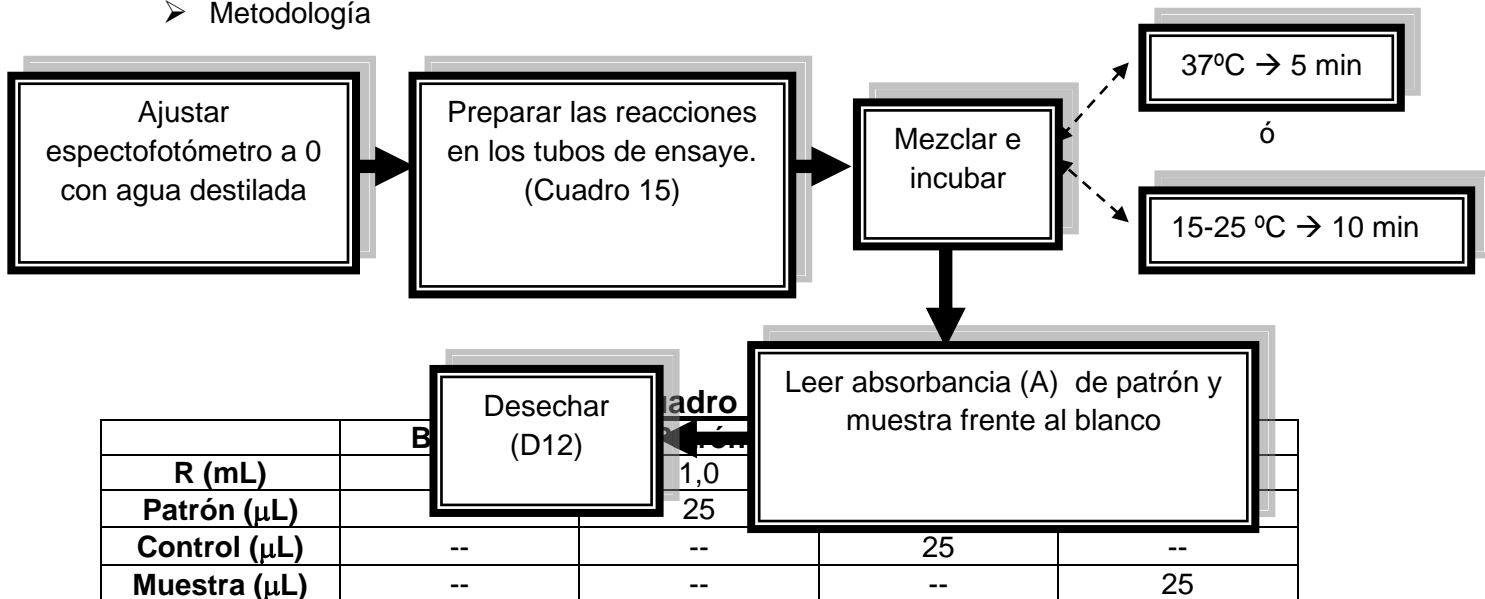 ➢ Metodología
Ajustar
espectofotómetro a 0
con agua destilada
Preparar las reacciones
en los tubos de ensaye.
(Cuadro 15)
Mezclar e
incubar
37ºC → 5 min
ó
15-25 ºC → 10 min
Leer absorbancia (A) de patrón y
muestra frente al blanco
Desechar
(D12)
R (mL) 1,0
Patrón (μL) 25
Control (μL) -- -- 25 --
Muestra (μL) -- -- -- 25